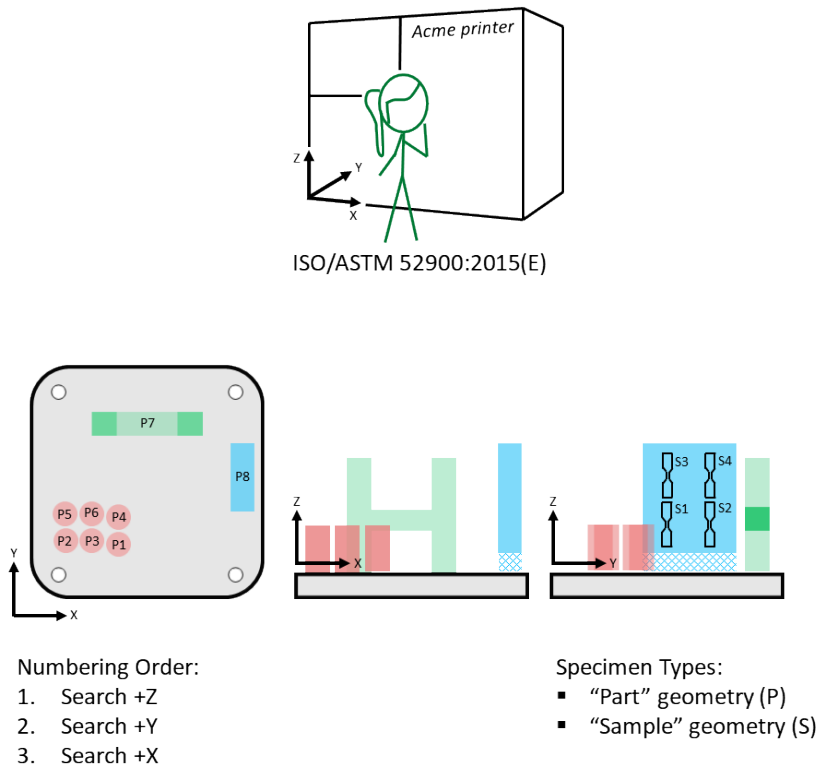 Acme printer
Z
Y
X
ISO/ASTM 52900:2015(E)
P7
P8
P5 P6 P4
P2 P3 P1
Y
X
Z
X
S3 S4
S1 S2
Z
Y
Numbering Order:
1. Search +Z
2. Search +Y
3. Search +X
Specimen Types:
▪ “Part” geometry (P)
▪ “Sample” geometry (S)